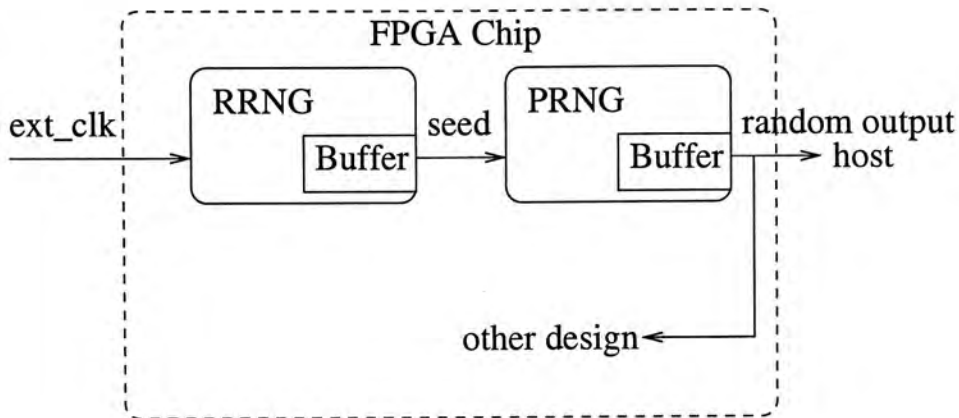 FPGA Chip
RRNG
PRNG
ext_clk
seed
random output
Buffer
Buffer
host
other design